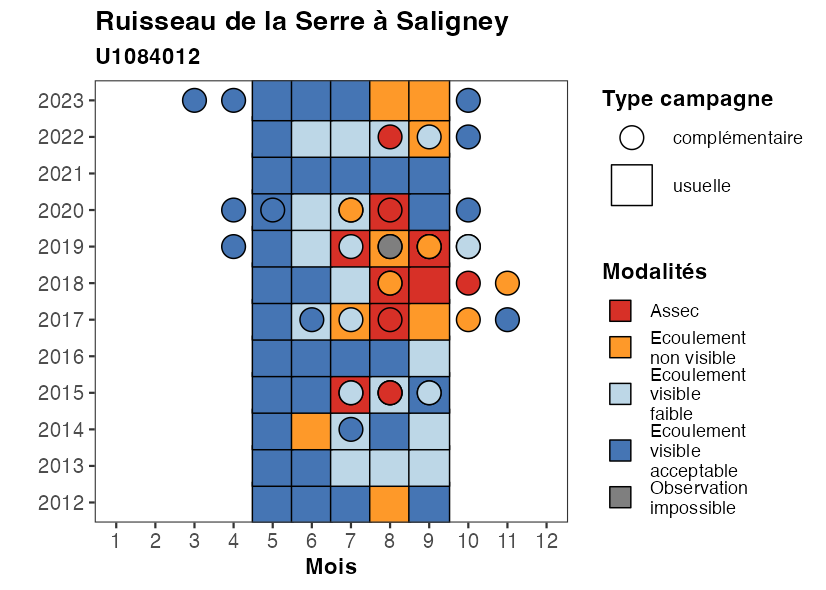 Ruisseau de la Serre à Saligney
U1084012
2023
2022
2021
2020
2019
2018
2017
2016
2015
2014
2013
2012
1 2 3 4 5 6 7 8 9 10 11 12
Mois
Type campagne
complémentaire
usuelle
Modalités
Assec
Ecoulement
non visible
Ecoulement
visible
faible
Ecoulement
visible
acceptable
Observation
impossible